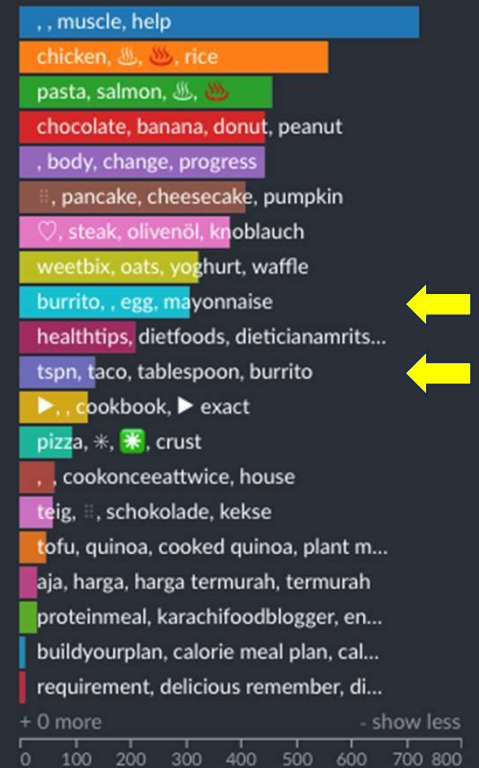 , , muscle, help
chicken, ♨, ♨, rice
pasta, salmon, ♨, ♨
chocolate, banana, donut, peanut
, body, change, progress
⠿, pancake, cheesecake, pumpkin
♡, steak, olivenöl, knoblauch
weetbix, oats, yoghurt, waffle
burrito, , egg, mayonnaise
healthtips, dietfoods, dieticianamrits...
tspn, taco, tablespoon, burrito
▶, , cookbook, ▶ exact
pizza, ✳, ✳, crust
, , cookonceeattwice, house
teig, ⠿, schokolade, kekse
tofu, quinoa, cooked quinoa, plant m...
aja, harga, harga termurah, termurah
proteinmeal, karachifoodblogger, en...
buildyourplan, calorie meal plan, cal...
requirement, delicious remember, di...
+ 0 more - show less
0 100 200 300 400 500 600 700 800